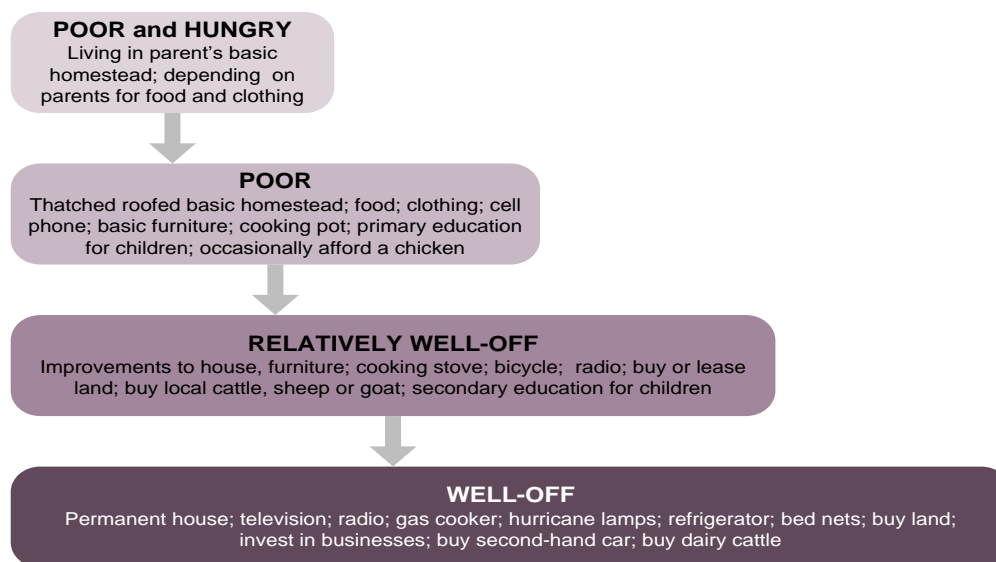 POOR and HUNGRY
Living in parent's basic
homestead; depending on
parents for food and clothing
POOR
Thatched roofed basic homestead; food; clothing; cell
phone; basic furniture; cooking pot; primary education
for children; occasionally afford a chicken
RELATIVELY WELL-OFF
Improvements to house, furniture; cooking stove; bicycle; radio; buy or lease
land; buy local cattle, sheep or goat; secondary education for children
WELL-OFF
Permanent house; television; radio; gas cooker; hurricane lamps; refrigerator; bed nets; buy land;
invest in businesses; buy second-hand car; buy dairy cattle